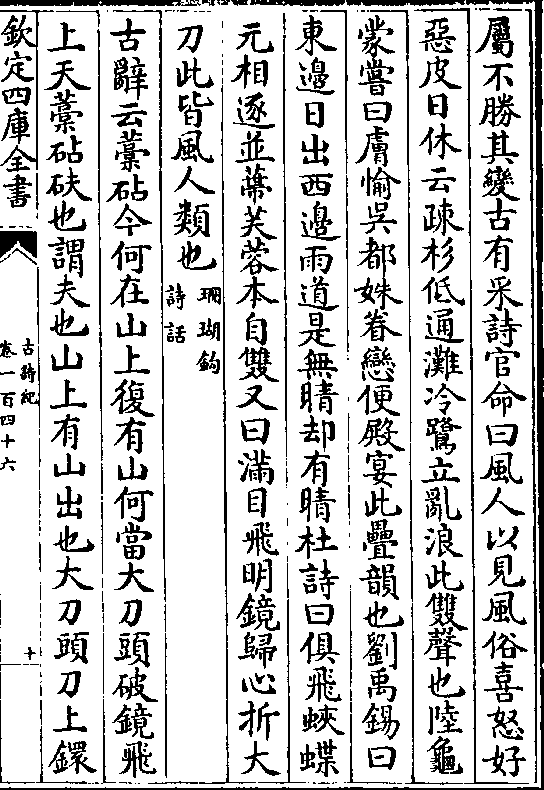 屬不勝其變古有采詩官命曰風人以見風俗喜怒好
惡皮日休云疎杉低通灘冷鷺立亂浪此雙聲也陸龜
蒙嘗曰膚愉吳都姝眷戀便殿宴此疊韻也劉禹錫曰
東邊日出西邊雨道是無晴却有晴杜詩曰俱飛蛺蝶
元相逐並蔕芙蓉本自雙又曰滿目飛明鏡歸心折大
刀此皆風人類也珊瑚鈎
詩話
古辭云藁砧今何在山上復有山何當大刀頭破鏡飛
上天藁砧砆也謂夫也山上有山出也大刀頭刀上鐶
欽定四庫全書
古詩紀
卷一百四十六
十